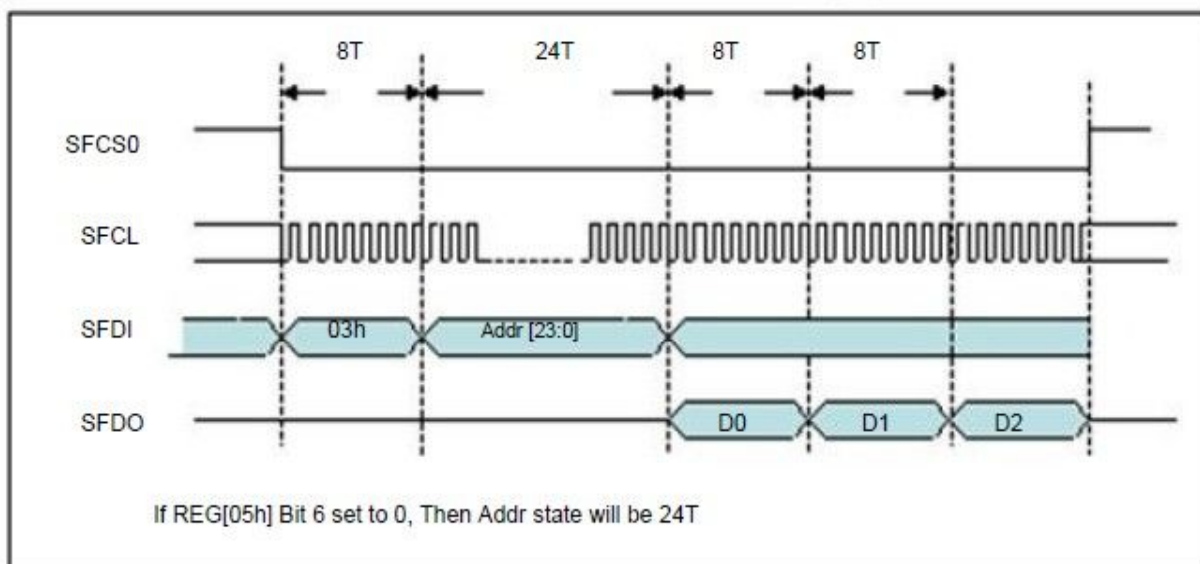 8T 24T 8T 8T
SFCS0
SFCL
SFDI 03h Addr [23:0]
SFDO D0 D1 D2
If REG[05h] Bit 6 set to 0, Then Addr state will be 24T